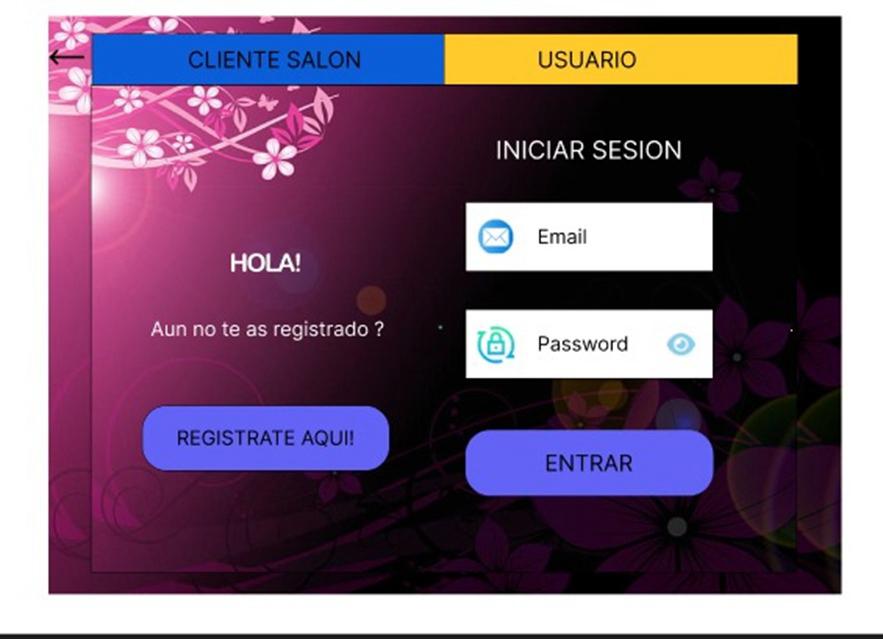 CLIENTE SALON
USUARIO
INICIAR SESION
Email
HOLA!
Aun no te as registrado ?
Password
REGISTRATE AQUI!
ENTRAR